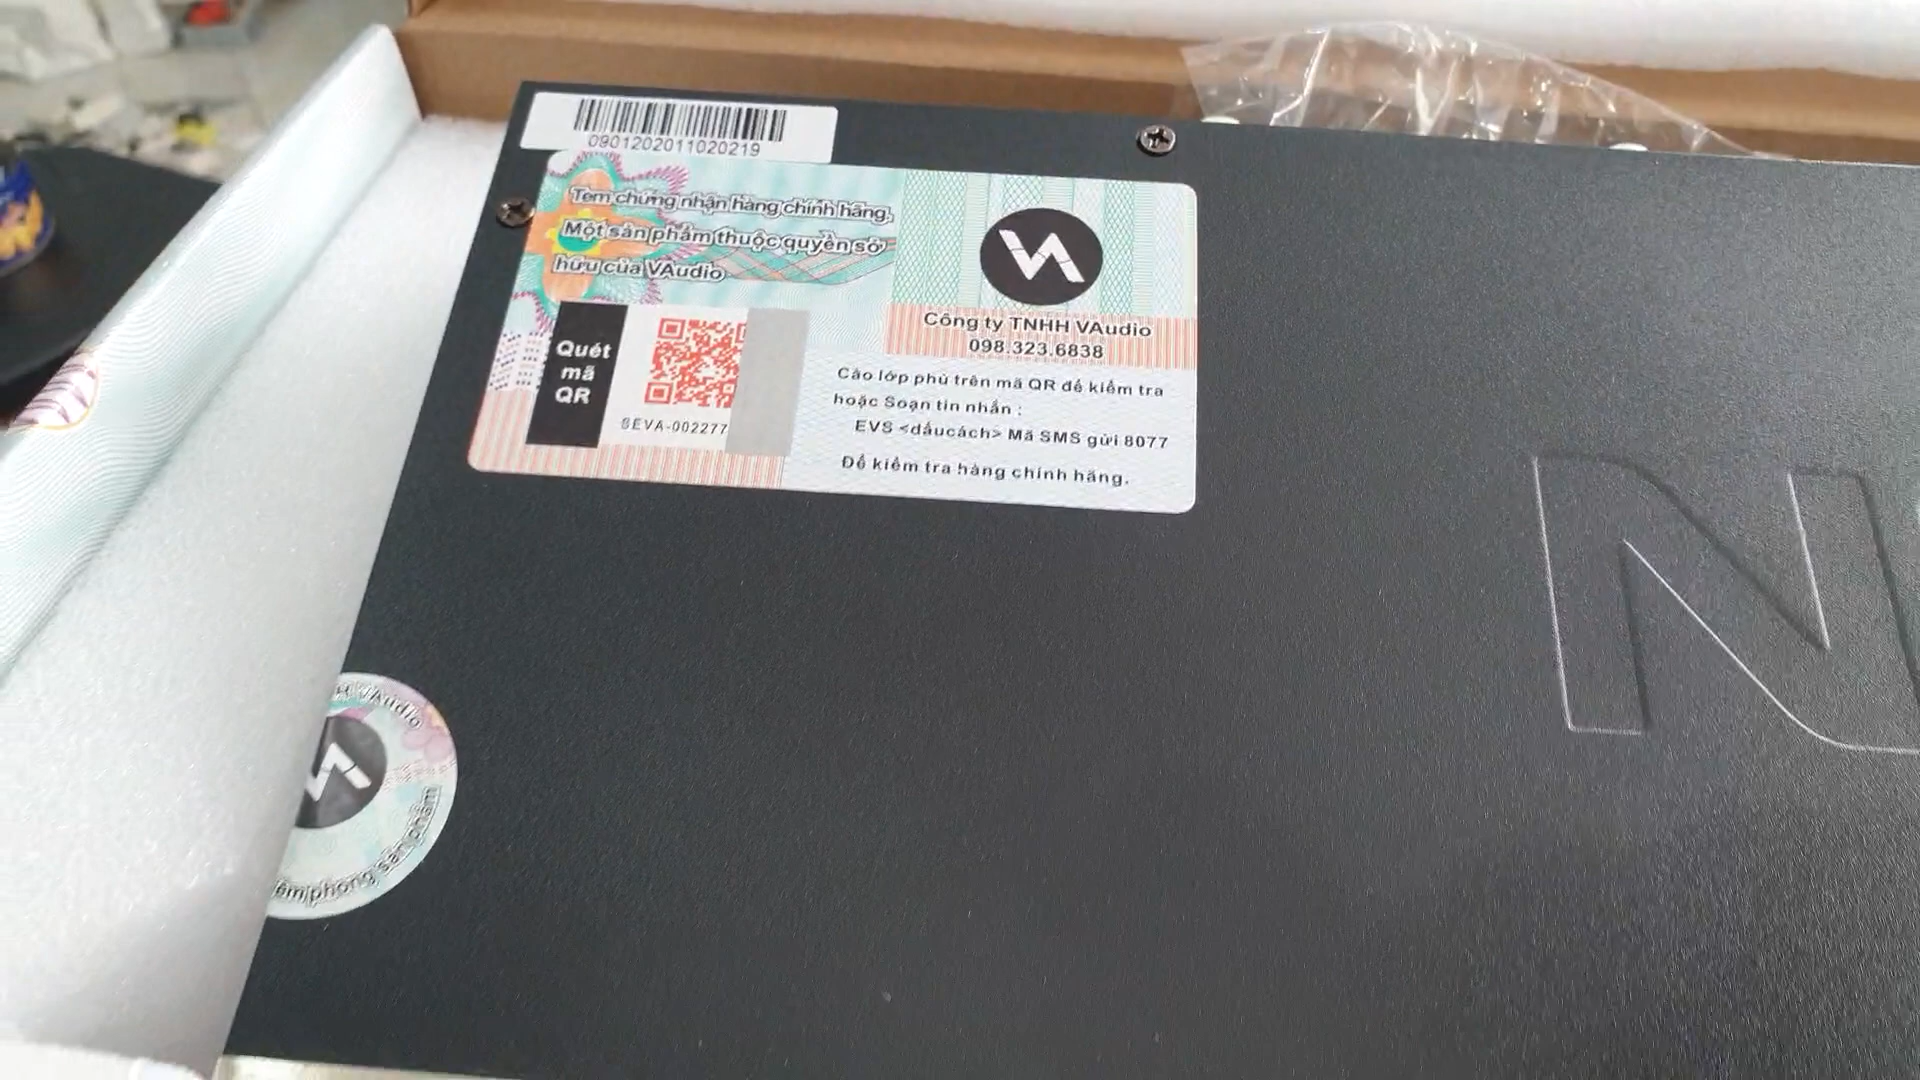 0901202011020219
Tem chứng nhận hàng chính hãng.
Một sản phẩm thuộc quyền sở
hữu của VAudio
Công ty TNHH VAudio
098.323.6838
Quét
mã
QR
SEVA-002277
Cào lớp phủ trên mã QR để kiểm tra
hoặc Soạn tin nhắn :
EVS <dấucách> Mã SMS gửi 8077
Để kiểm tra hàng chính hãng.
VAudio
phong sản phẩm
N